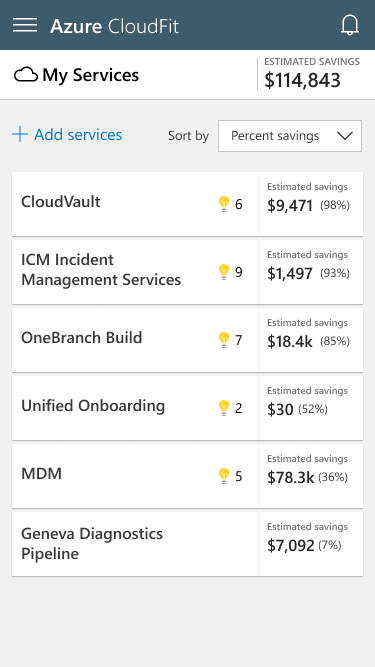 Azure CloudFit
My Services
ESTIMATED SAVINGS
$114,843
Add services
Sort by
Percent savings
CloudVault
6
Estimated savings
$9,471 (98%)
ICM Incident
Management Services
9
Estimated savings
$1,497 (93%)
OneBranch Build
7
Estimated savings
$18.4k (85%)
Unified Onboarding
2
Estimated savings
$30 (52%)
MDM
5
Estimated savings
$78.3k (36%)
Geneva Diagnostics
Pipeline
Estimated savings
$7,092 (7%)